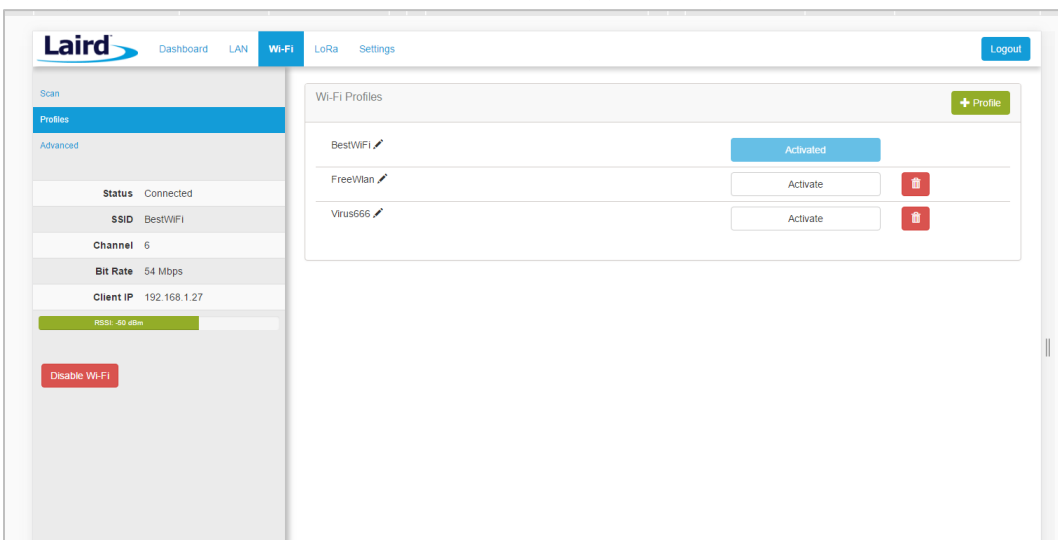 Laird
Dashboard LAN Wi-Fi LoRa Settings Logout
Scan
Profiles
Advanced
Status Connected
SSID BestWiFi
Channel 6
Bit Rate 54 Mbps
Client IP 192.168.1.27
RSSI: -50 dBm
Disable Wi-Fi
Wi-Fi Profiles + Profile
BestWiFi Activated
FreeWlan Activate
Virus666 Activate